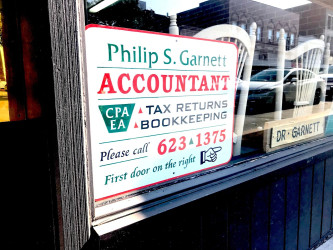 Philip S. Garnett
ACCOUNTANT
CPA
EA
TAX RETURNS
BOOKKEEPING
Please call 623 1375
First door on the right
DR. GARNETT